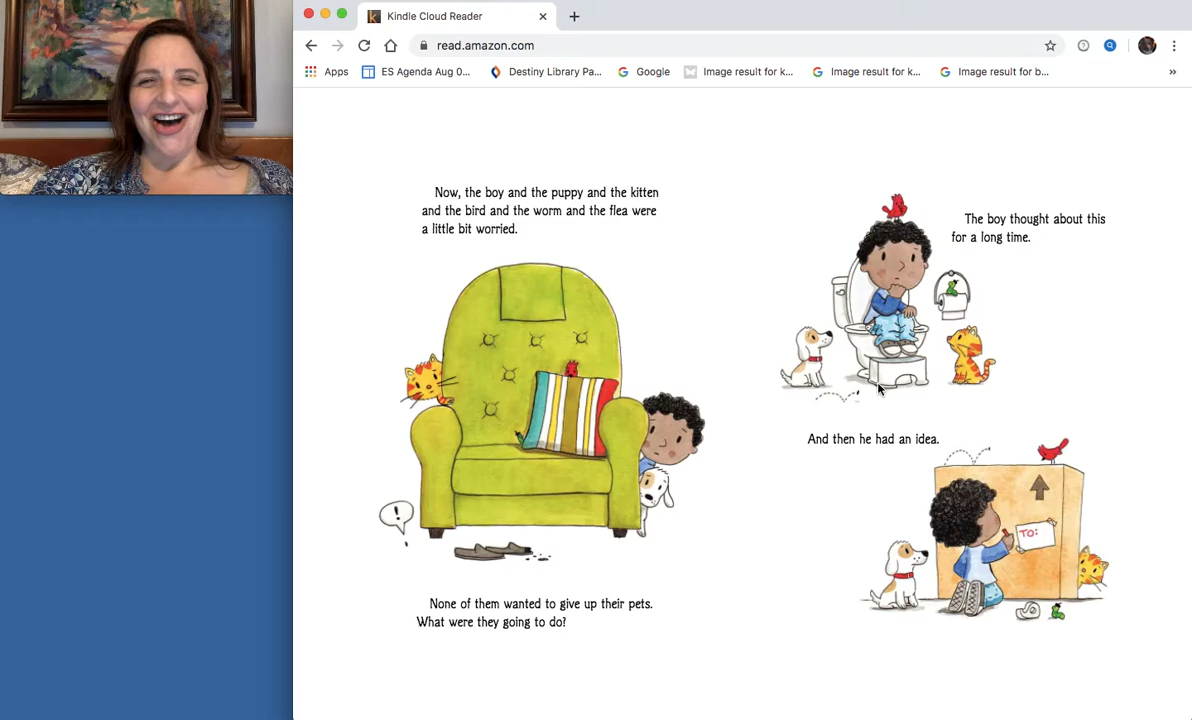 Kindle Cloud Reader
read.amazon.com
Apps
ES Agenda Aug 0...
Destiny Library Pa...
Google
Image result for k...
Image result for k...
Image result for b...
»
Now, the boy and the puppy and the kitten
and the bird and the worm and the flea were
a little bit worried.
!
None of them wanted to give up their pets.
What were they going to do?
The boy thought about this
for a long time.
And then he had an idea.
TO: